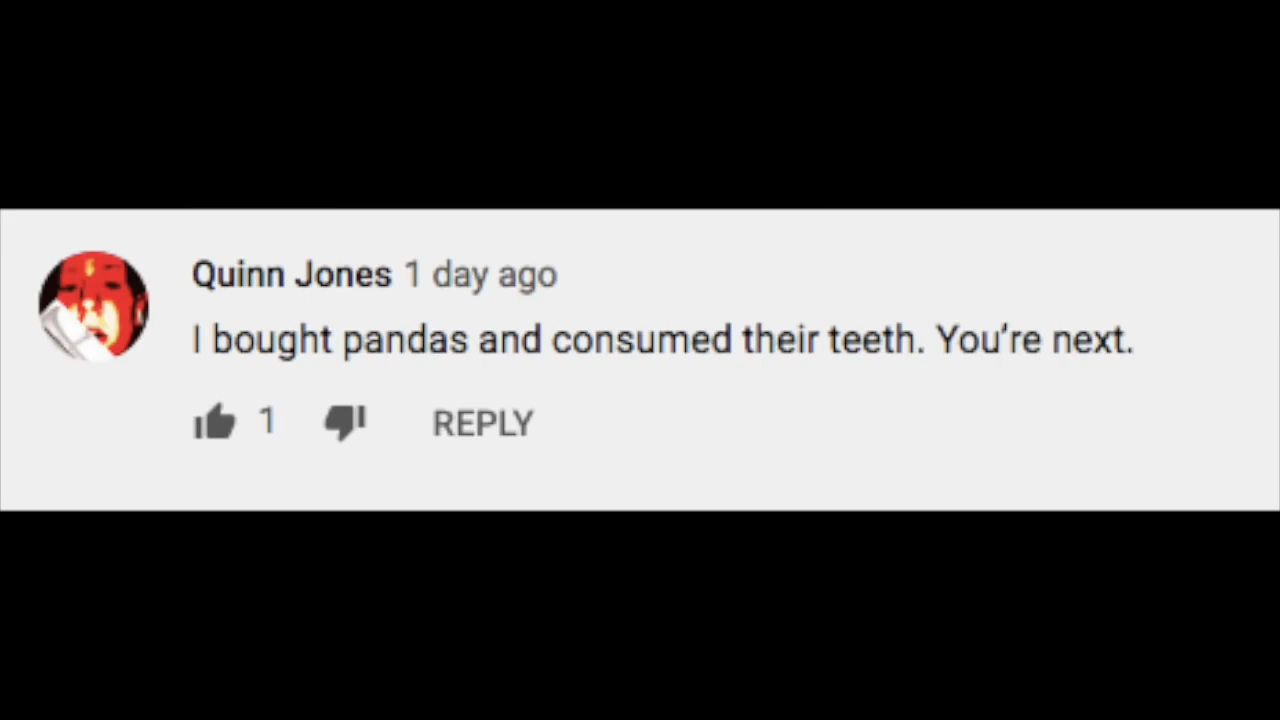 Quinn Jones 1 day ago
I bought pandas and consumed their teeth. You’re next.
1 REPLY